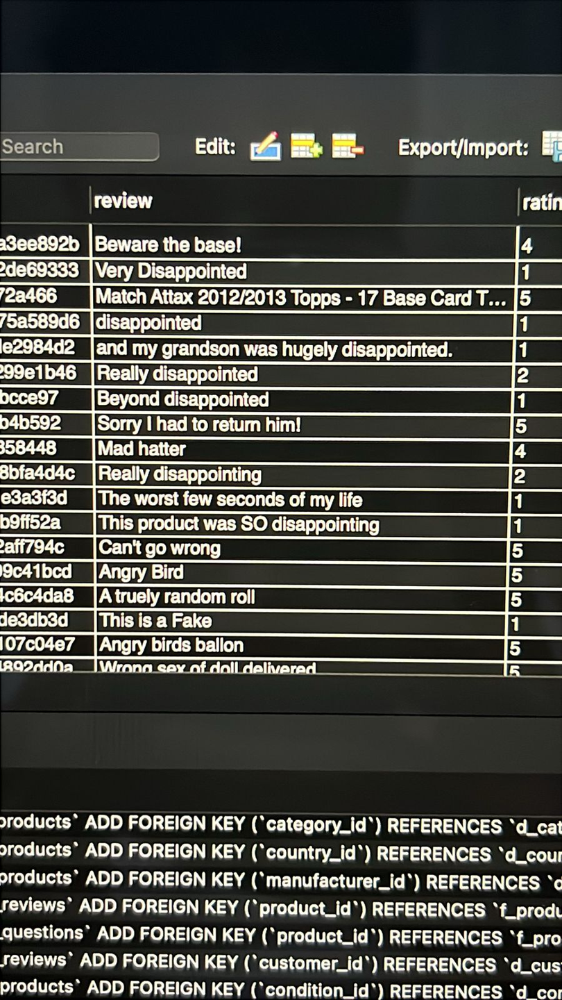 Search Edit: Export/Import:
review ratin
a3ee892b Beware the base! 4
2de69333 Very Disappointed 1
72a466 Match Attax 2012/2013 Topps - 17 Base Card T... 5
75a589d6 disappointed 1
le2984d2 and my grandson was hugely disappointed. 1
299e1b46 Really disappointed 2
bcce97 Beyond disappointed 1
b4b592 Sorry I had to return him! 5
358448 Mad hatter 4
8bfa4d4c Really disappointing 2
e3a3f3d The worst few seconds of my life 1
b9ff52a This product was SO disappointing 1
2aff794c Can't go wrong 5
99c41bcd Angry Bird 5
4c6c4da8 A truely random roll 5
de3db3d This is a Fake 1
107c04e7 Angry birds ballon 5
4892dd0a Wrong sex of doll delivered 5
products` ADD FOREIGN KEY (`category_id`) REFERENCES `d_cat
products` ADD FOREIGN KEY (`country_id`) REFERENCES `d_coun
products` ADD FOREIGN KEY (`manufacturer_id`) REFERENCES `d
_reviews` ADD FOREIGN KEY (`product_id`) REFERENCES `f_produ
_questions` ADD FOREIGN KEY (`product_id`) REFERENCES `f_pro
_reviews` ADD FOREIGN KEY (`customer_id`) REFERENCES `d_cus
products` ADD FOREIGN KEY (`condition_id`) REFERENCES `d_co